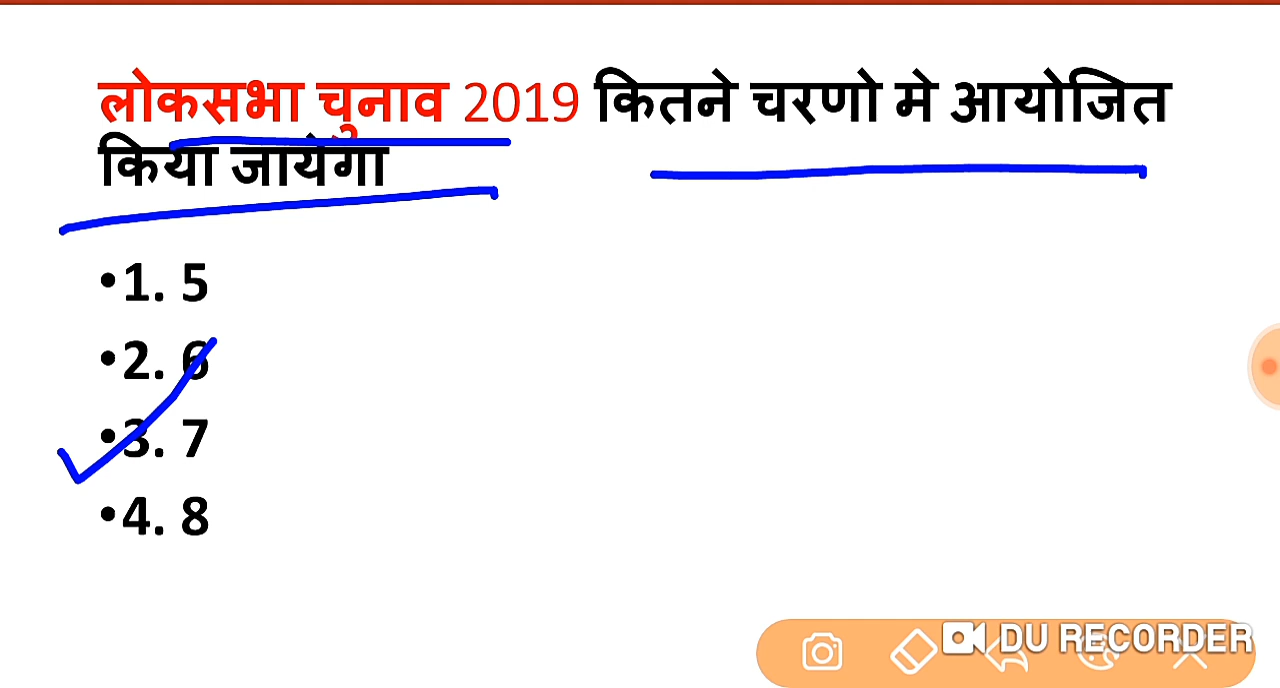 लोकसभा चुनाव 2019 कितने चरणो मे आयोजित
किया जायेगा
•1. 5
•2. 6
•3. 7
•4. 8
DU RECORDER